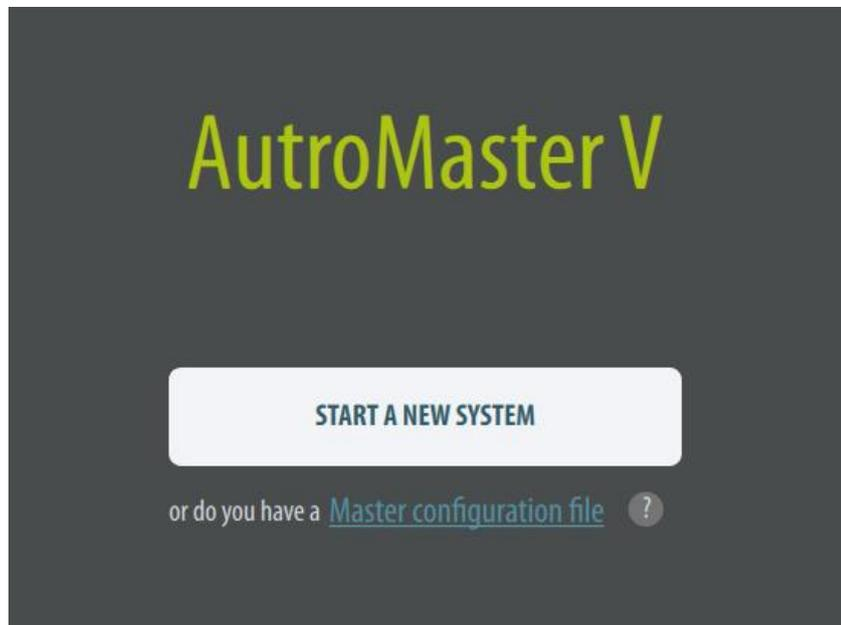 AutroMaster V
START A NEW SYSTEM
or do you have a Master configuration file ?